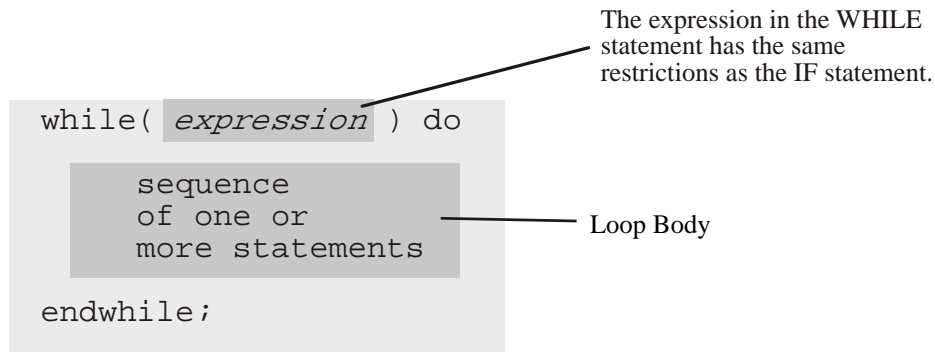 The expression in the WHILE
statement has the same
restrictions as the IF statement.
while( expression ) do
sequence
of one or
more statements
Loop Body
endwhile;